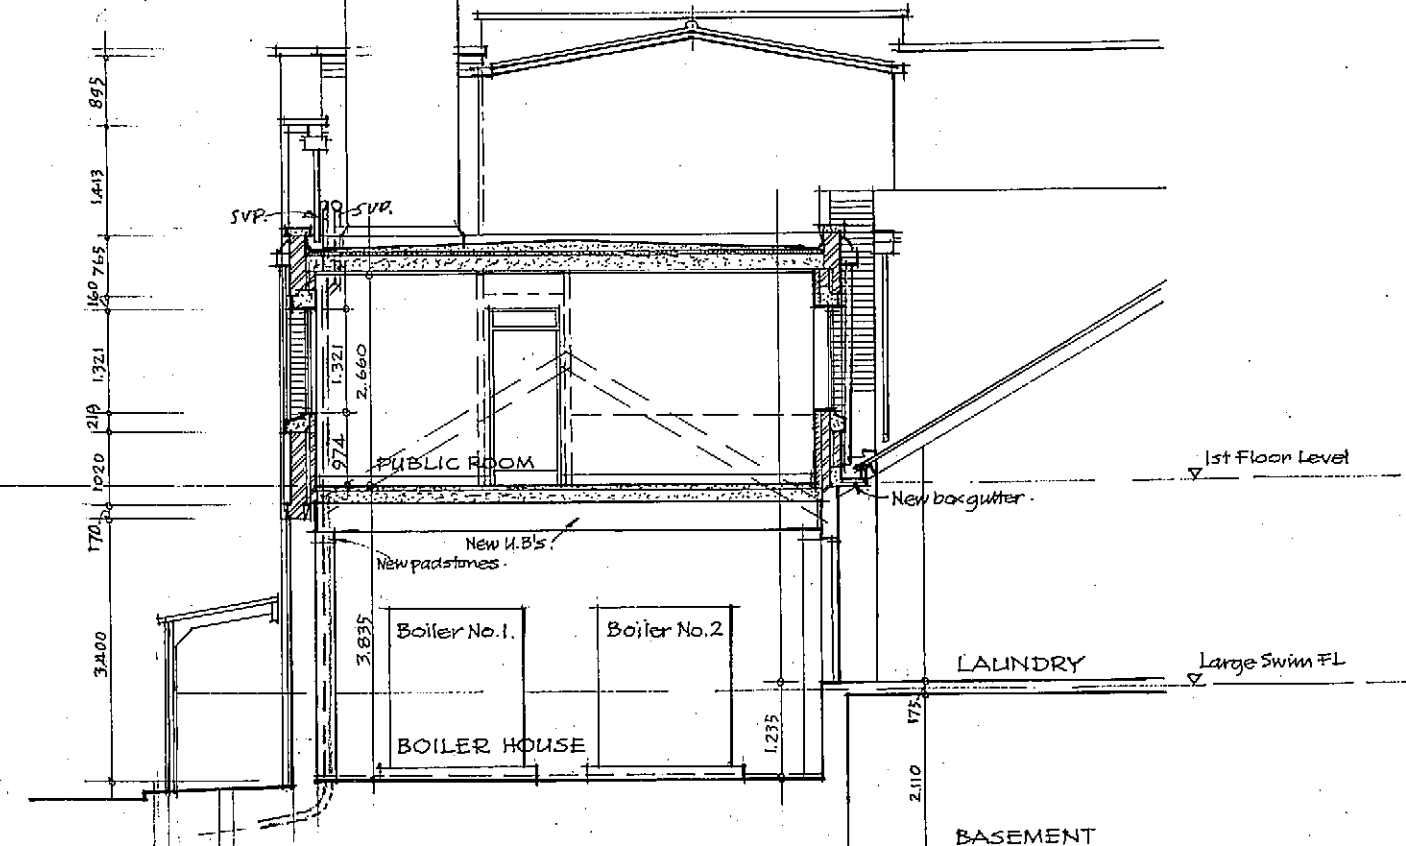 895
1.413
SVP.
SVP.
765
160
1.321
1.321
2.660
219
974
PUBLIC ROOM
1020
1st Floor Level
New box gutter.
170
New U.B's.
New padstones.
Boiler No.1.
Boiler No.2
3.835
3.400
LAUNDRY
Large Swim FL
175.
1.235
BOILER HOUSE
2.110
BASEMENT